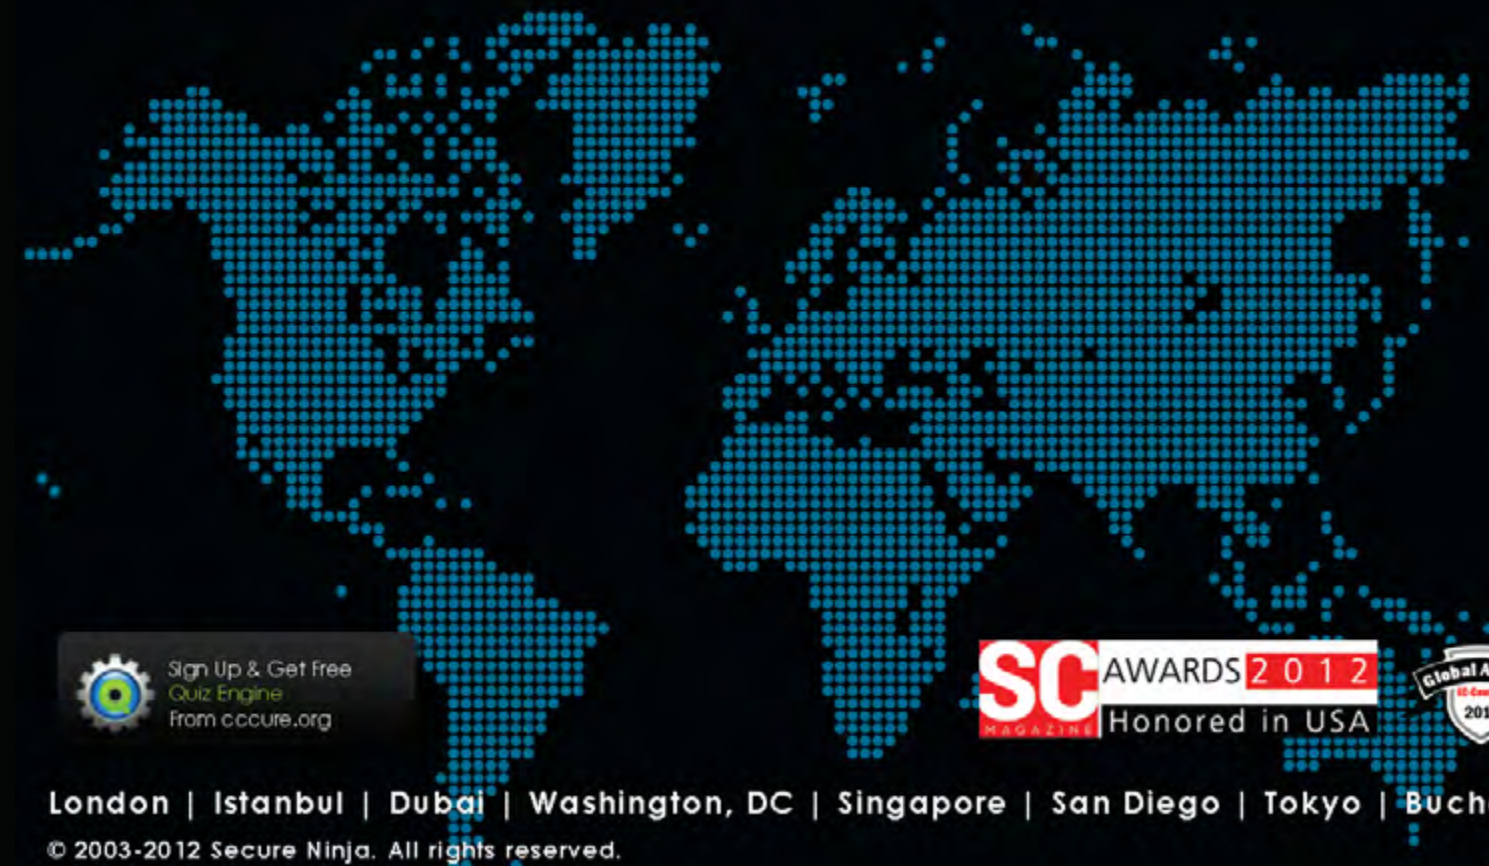 Sign Up & Get Free
Quiz Engine
From cccure.org
SC
MAGAZINE
AWARDS 2012
Honored in USA
Global
London | Istanbul | Dubai | Washington, DC | Singapore | San Diego | Tokyo |
© 2003-2012 Secure Ninja. All rights reserved.